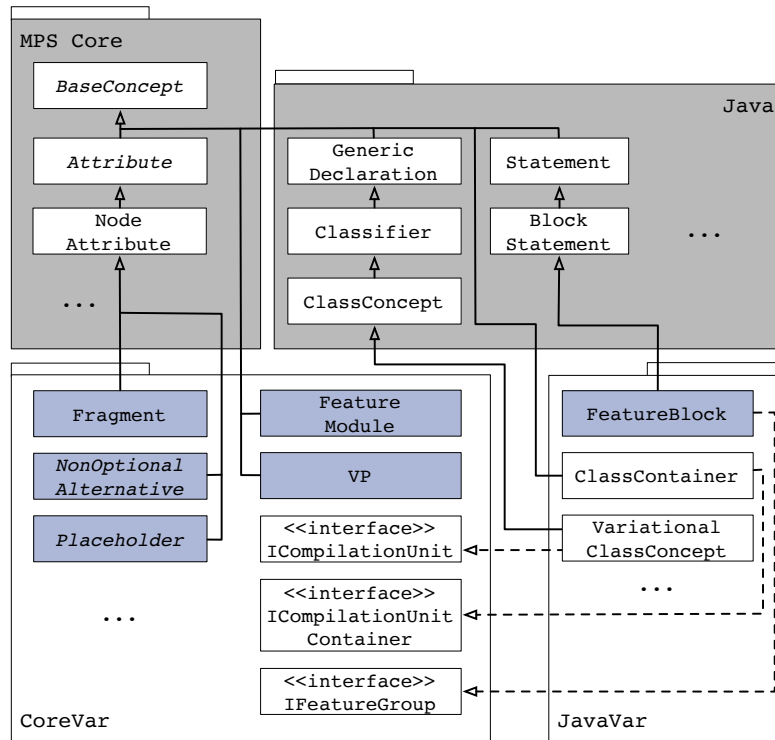 MPS Core
BaseConcept
Attribute
Node
Attribute
...
Java
Generic
Declaration
Classifier
ClassConcept
Statement
Block
Statement
...
Fragment
NonOptional
Alternative
Placeholder
...
Feature
Module
VP
<<interface>>
ICompilationUnit
<<interface>>
ICompilationUnit
Container
<<interface>>
IFeatureGroup
CoreVar
FeatureBlock
ClassContainer
Variational
ClassConcept
...
JavaVar